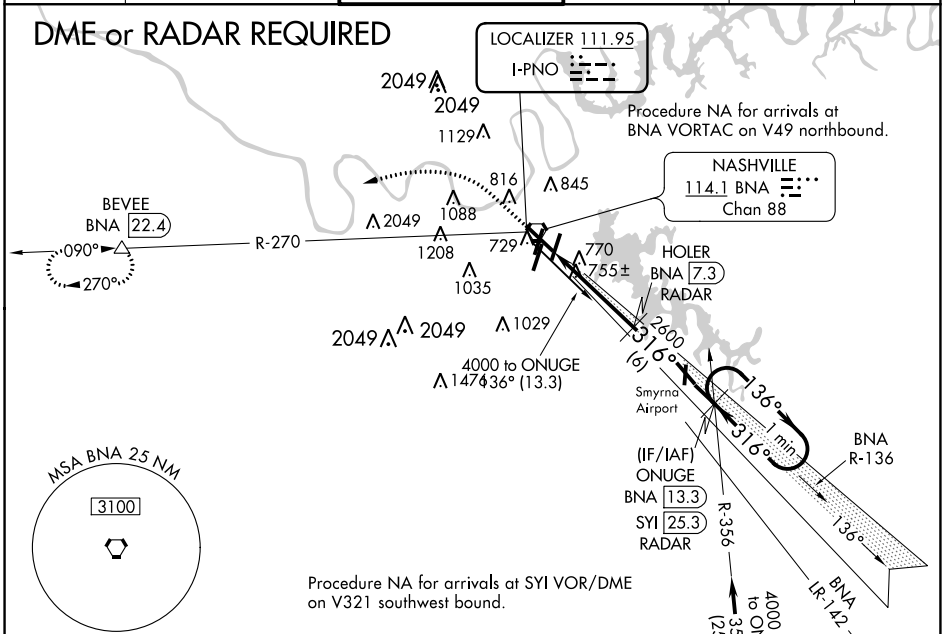 DME or RADAR REQUIRED
LOCALIZER 111.95
I-PNO
2049
2049
1129
Procedure NA for arrivals at
BNA VORTAC on V49 northbound.
NASHVILLE
114.1 BNA
Chan 88
816
845
1088
2049
1208
729
770
755±
1035
BEVEE
BNA 22.4
090°
270°
R-270
HOLER
BNA 7.3
RADAR
2049
2049
1029
1474
4000 to ONUGE
136° (13.3)
2600
316°
(6)
Smyrna
Airport
136°
1 min
316°
BNA
R-136
136°
(IF/IAF)
ONUGE
BNA 13.3
SYI 25.3
RADAR
R-356
BNA
LR-142
4000
to ON
35
(25
MSA BNA 25 NM
3100
Procedure NA for arrivals at SYI VOR/DME
on V321 southwest bound.